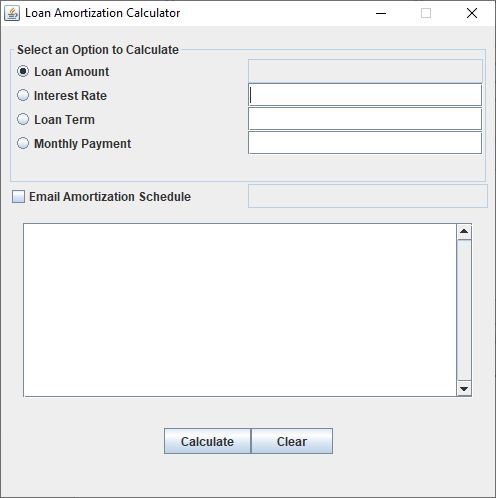 Loan Amortization Calculator
Select an Option to Calculate
Loan Amount
Interest Rate
Loan Term
Monthly Payment
Email Amortization Schedule
Calculate
Clear